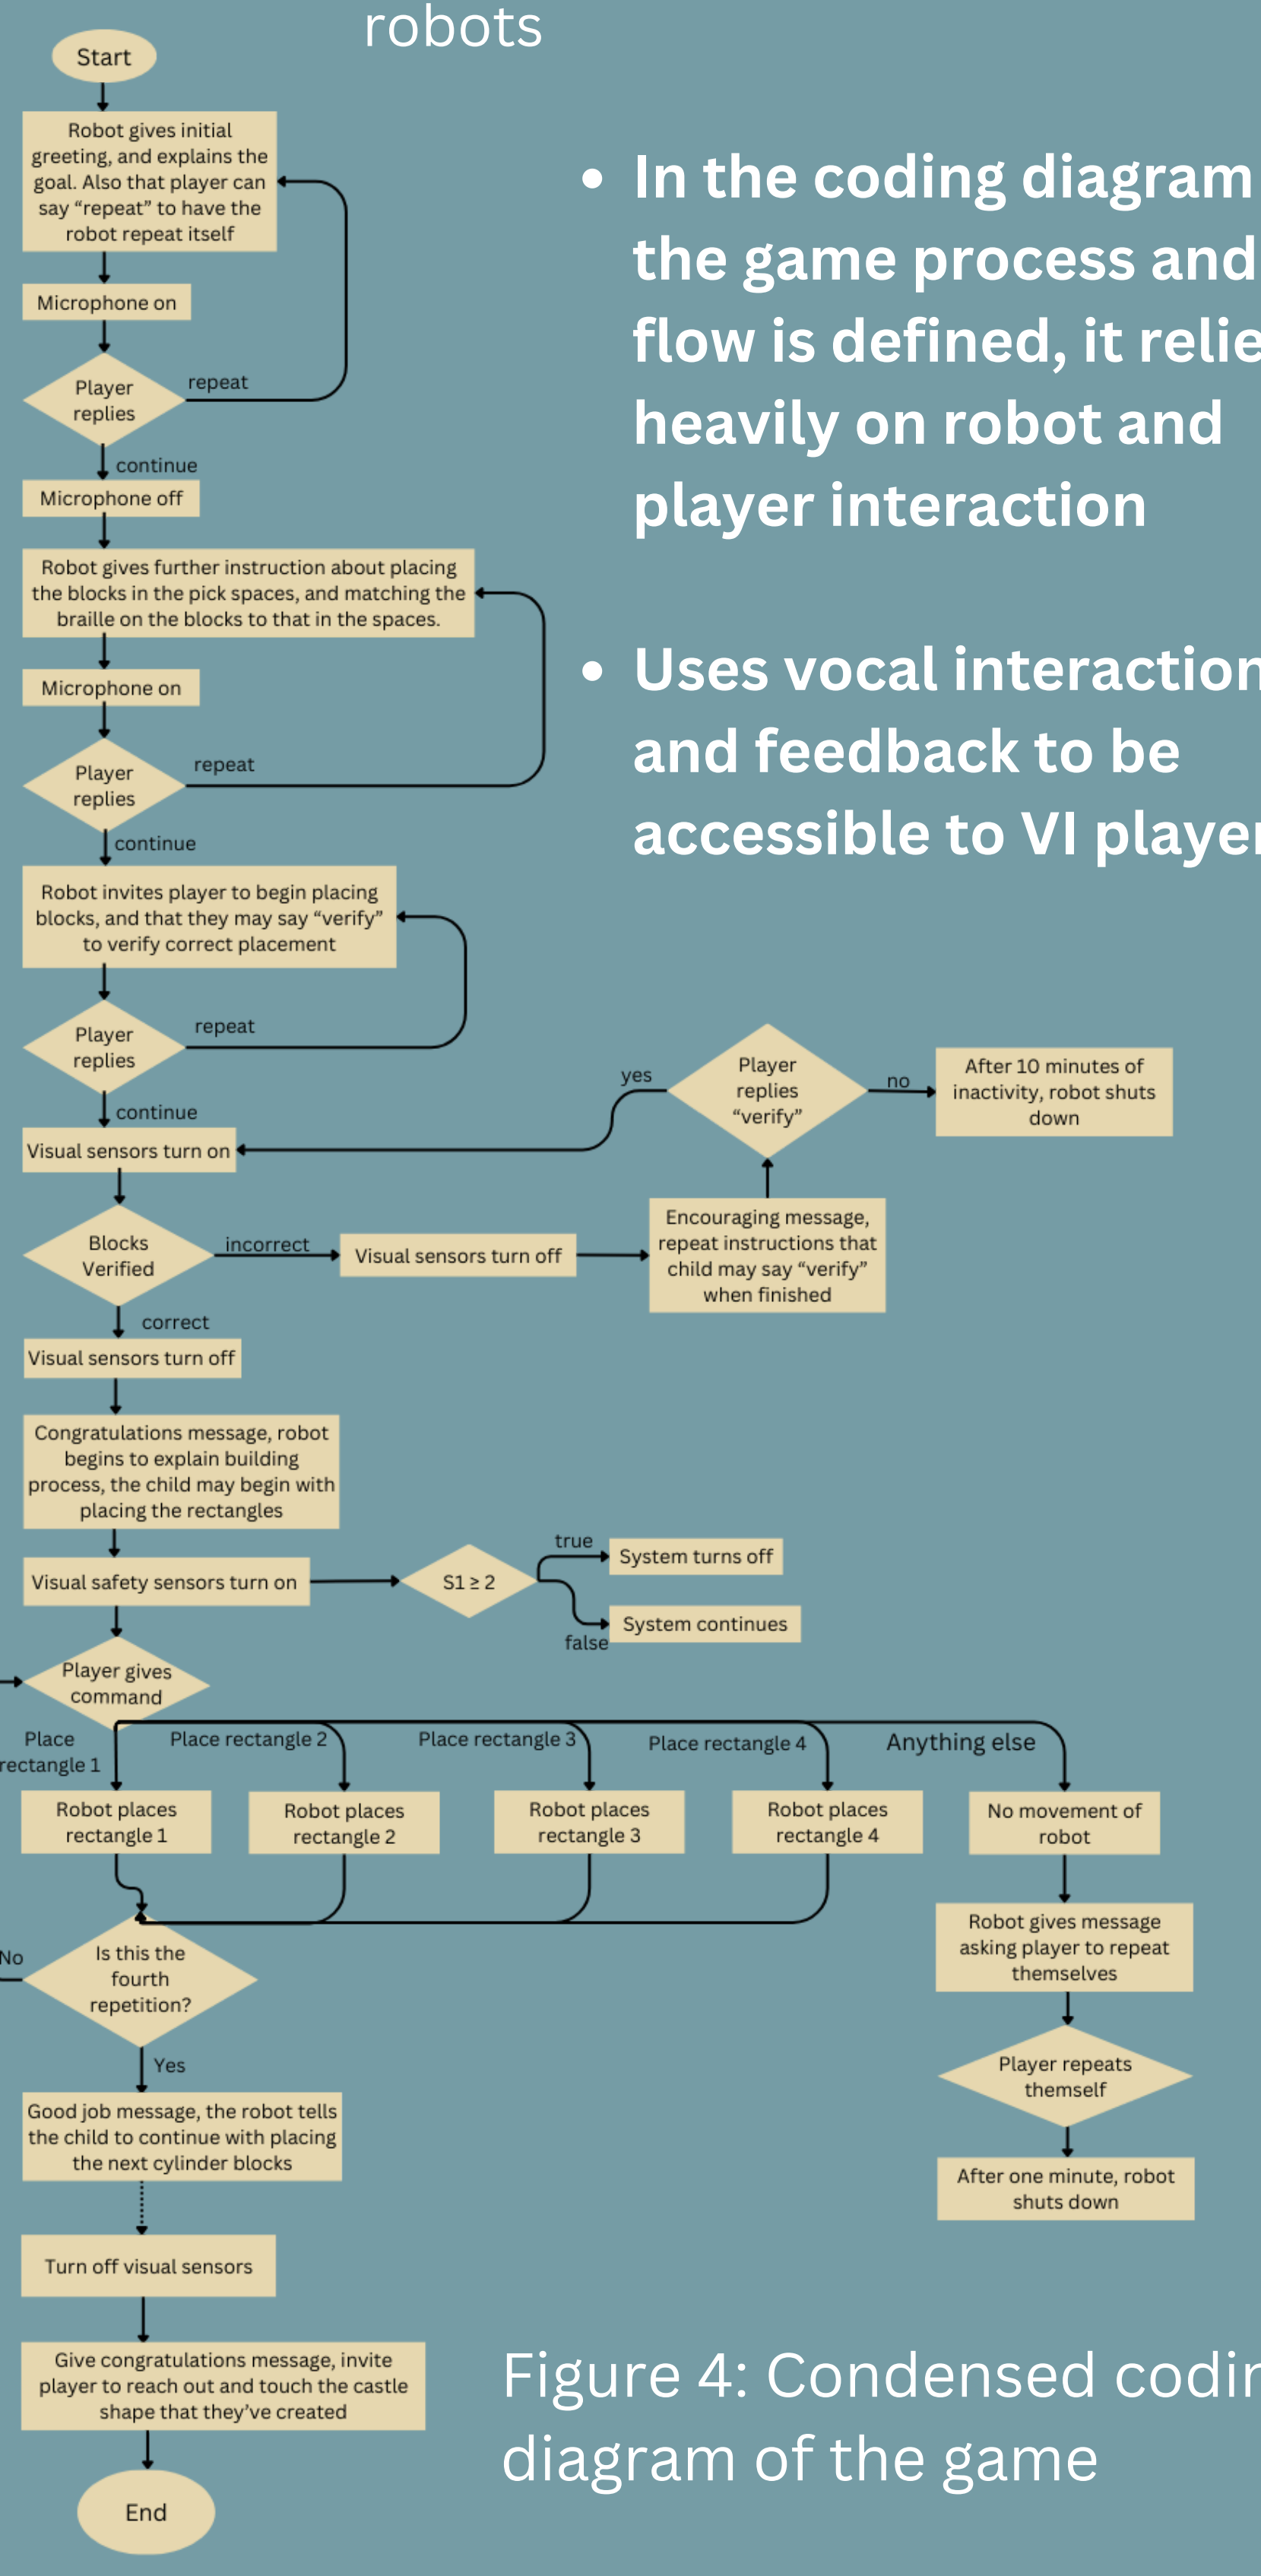 robots
Start
Robot gives initial
greeting, and explains the
goal. Also that player can
say “repeat” to have the
robot repeat itself
Microphone on
Player
replies
repeat
continue
Microphone off
Robot gives further instruction about placing
the blocks in the pick spaces, and matching the
braille on the blocks to that in the spaces.
Microphone on
Player
replies
repeat
continue
Robot invites player to begin placing
blocks, and that they may say “verify”
to verify correct placement
Player
replies
repeat
continue
Visual sensors turn on
Blocks
Verified
incorrect
Visual sensors turn off
Encouraging message,
repeat instructions that
child may say “verify”
when finished
Player
replies
“verify”
yes
no
After 10 minutes of
inactivity, robot shuts
down
correct
Visual sensors turn off
Congratulations message, robot
begins to explain building
process, the child may begin with
placing the rectangles
Visual safety sensors turn on
S1 ≥ 2
true
System turns off
false
System continues
Player gives
command
Place
rectangle 1
Place rectangle 2
Place rectangle 3
Place rectangle 4
Anything else
Robot places
rectangle 1
Robot places
rectangle 2
Robot places
rectangle 3
Robot places
rectangle 4
No movement of
robot
Robot gives message
asking player to repeat
themselves
Player repeats
themself
After one minute, robot
shuts down
Is this the
fourth
repetition?
No
Yes
Good job message, the robot tells
the child to continue with placing
the next cylinder blocks
Turn off visual sensors
Give congratulations message, invite
player to reach out and touch the castle
shape that they’ve created
End
• In the coding diagram
the game process and
flow is defined, it relie
heavily on robot and
player interaction
• Uses vocal interaction
and feedback to be
accessible to VI player
Figure 4: Condensed codin
diagram of the game